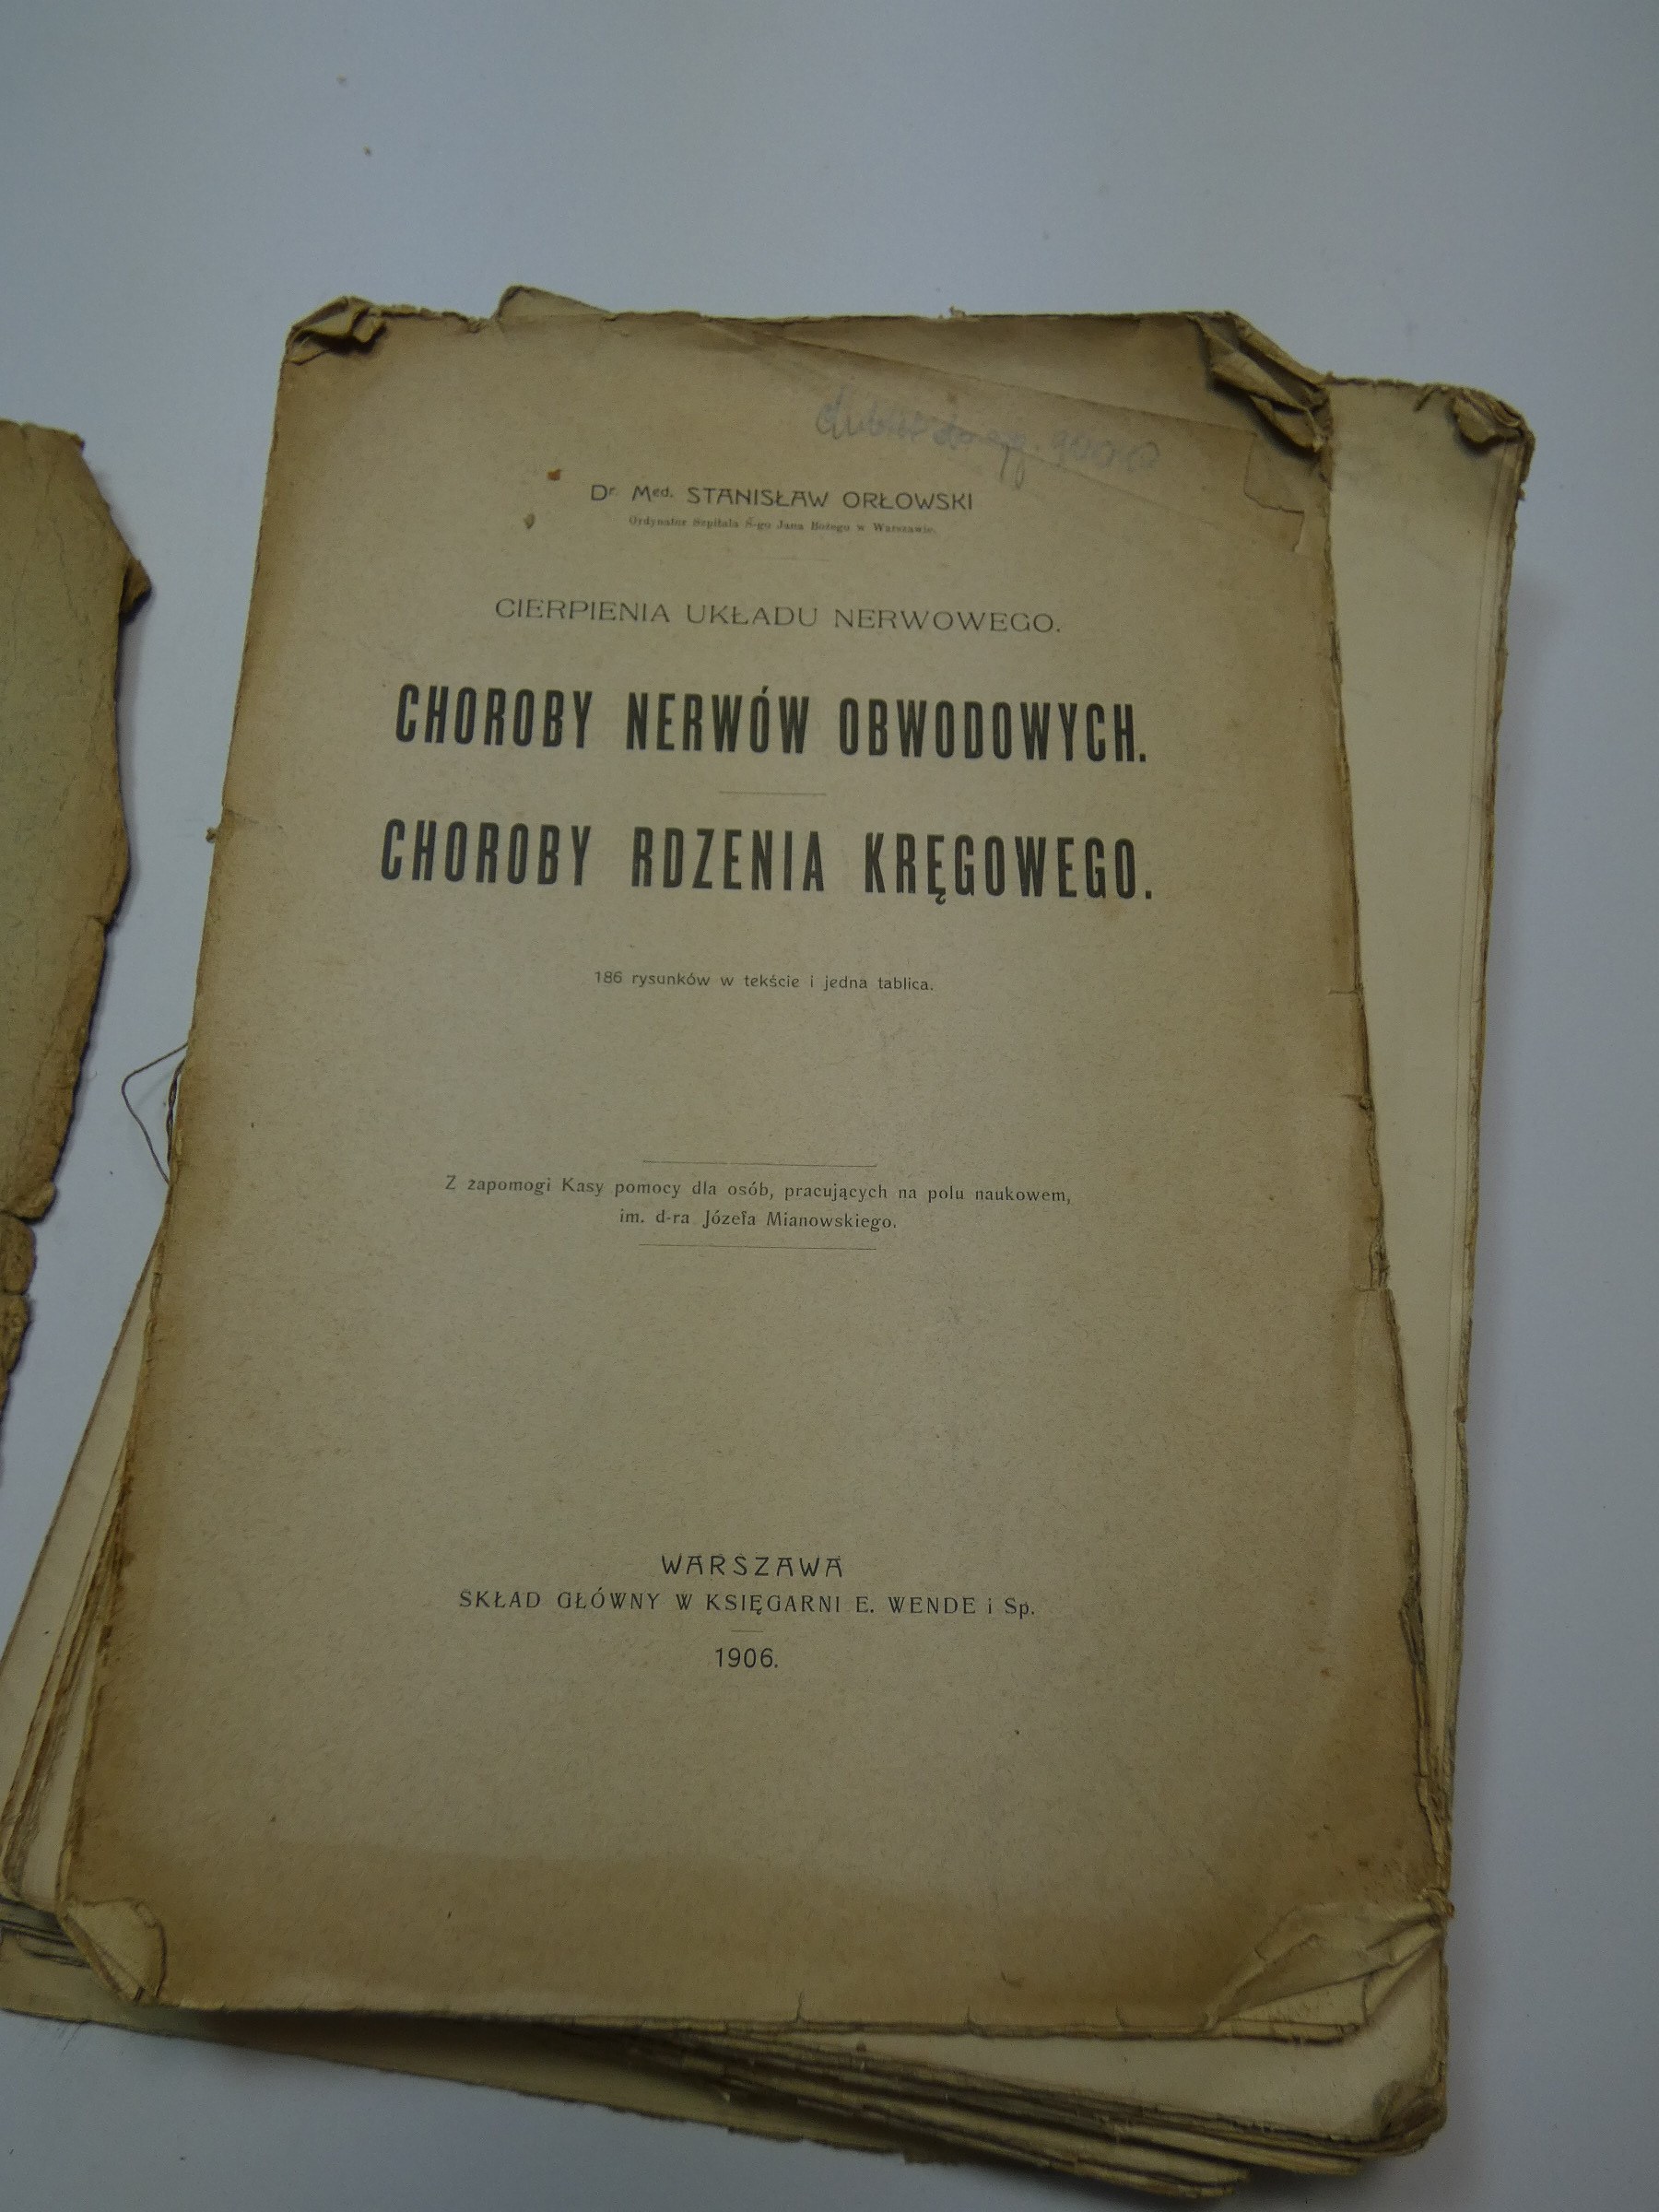 Dr. Med. STANISŁAW ORŁOWSKI
Ordynator Szpitala Ś-go Jana Bożego w Warszawie.
CIERPIENIA UKŁADU NERWOWEGO.
CHOROBY NERWÓW OBWODOWYCH.
CHOROBY RDZENIA KRĘGOWEGO.
186 rysunków w tekście i jedna tablica.
Z zapomogi Kasy pomocy dla osób, pracujących na polu naukowem,
im. d-ra Józefa Mianowskiego.
WARSZAWA
SKŁAD GŁÓWNY W KSIĘGARNI E. WENDE i Sp.
1906.